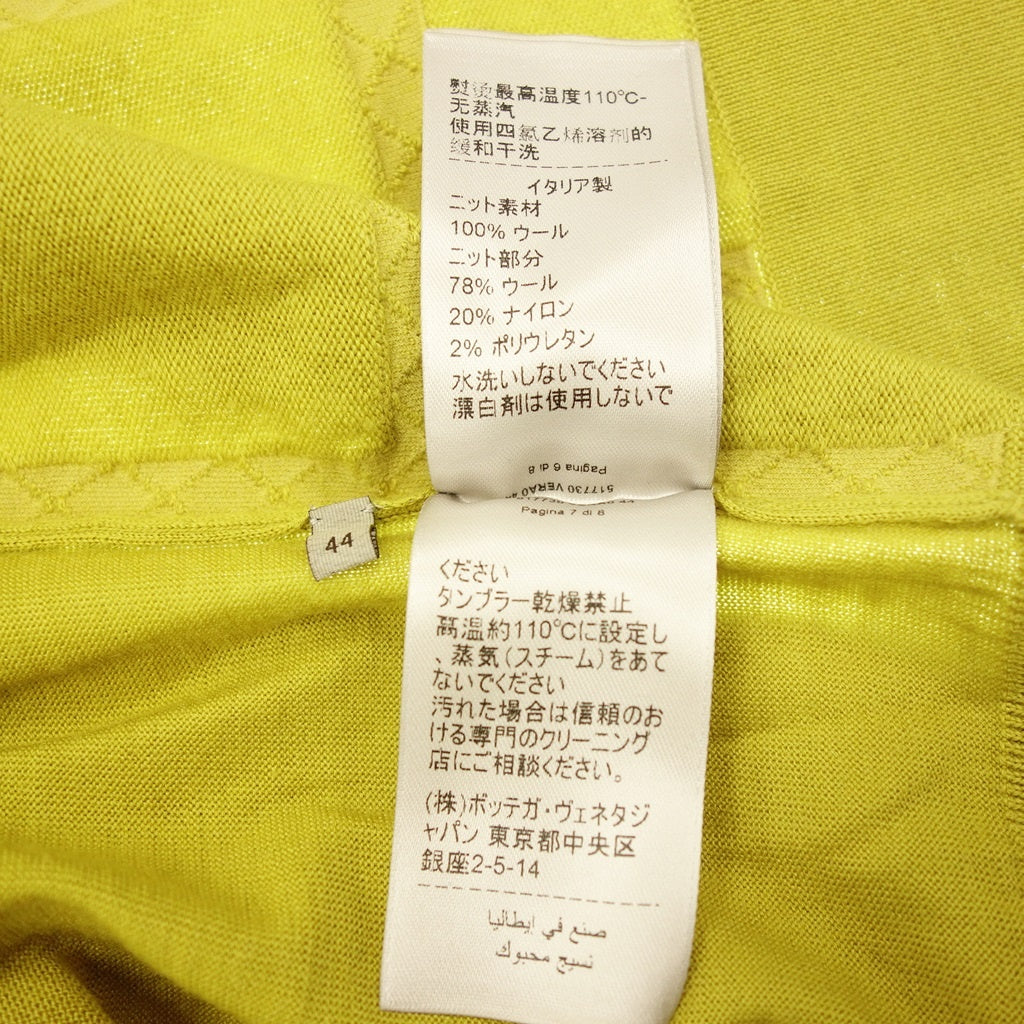 熨烫最高温度110℃-
无蒸汽
使用四氯乙烯溶剂的
缓和干洗
イタリア製
ニット素材
100% ウール
ニット部分
78% ウール
20% ナイロン
2% ポリウレタン
水洗いしないでください
漂白剤は使用しないで
Pagina 6 di 8
517730 VERA0
Pagina 7 di 8
44
ください
タンブラー乾燥禁止
高温約110℃に設定し
、蒸気(スチーム)をあて
ないでください
汚れた場合は信頼のお
ける専門のクリーニング
店にご相談ください。
(株)ボッテガ・ヴェネタジ
ャパン 東京都中央区
銀座2-5-14
صنع في إيطاليا
نسيج محبوك